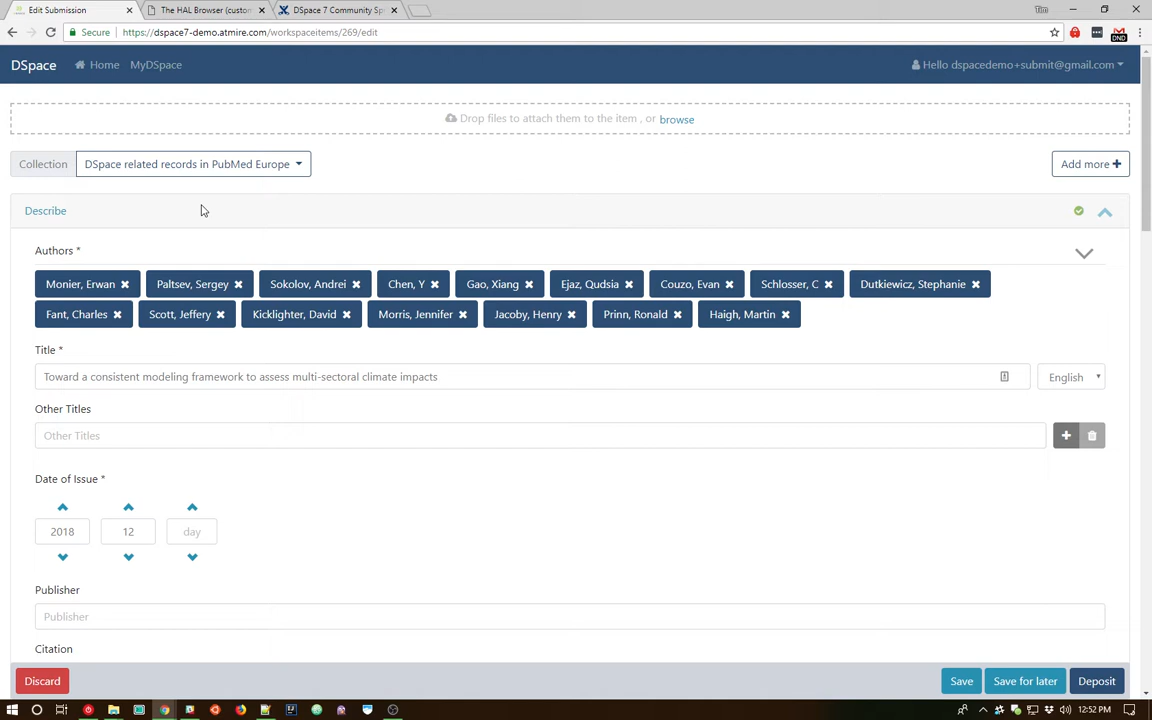 Edit Submission
The HAL Browser (custon
DSpace 7 Community Sp
Tim
Secure https://dspace7-demo.atmire.com/workspaceitems/269/edit
DND
DSpace Home MyDSpace Hello dspacedemo+submit@gmail.com
Drop files to attach them to the item , or browse
Collection DSpace related records in PubMed Europe Add more
Describe
Authors *
Monier, Erwan Paltsev, Sergey Sokolov, Andrei Chen, Y Gao, Xiang Ejaz, Qudsia Couzo, Evan Schlosser, C Dutkiewicz, Stephanie
Fant, Charles Scott, Jeffery Kicklighter, David Morris, Jennifer Jacoby, Henry Prinn, Ronald Haigh, Martin
Title *
Toward a consistent modeling framework to assess multi-sectoral climate impacts English
Other Titles
Other Titles
Date of Issue *
2018 12 day
Publisher
Publisher
Citation
Discard Save Save for later Deposit
12:52 PM